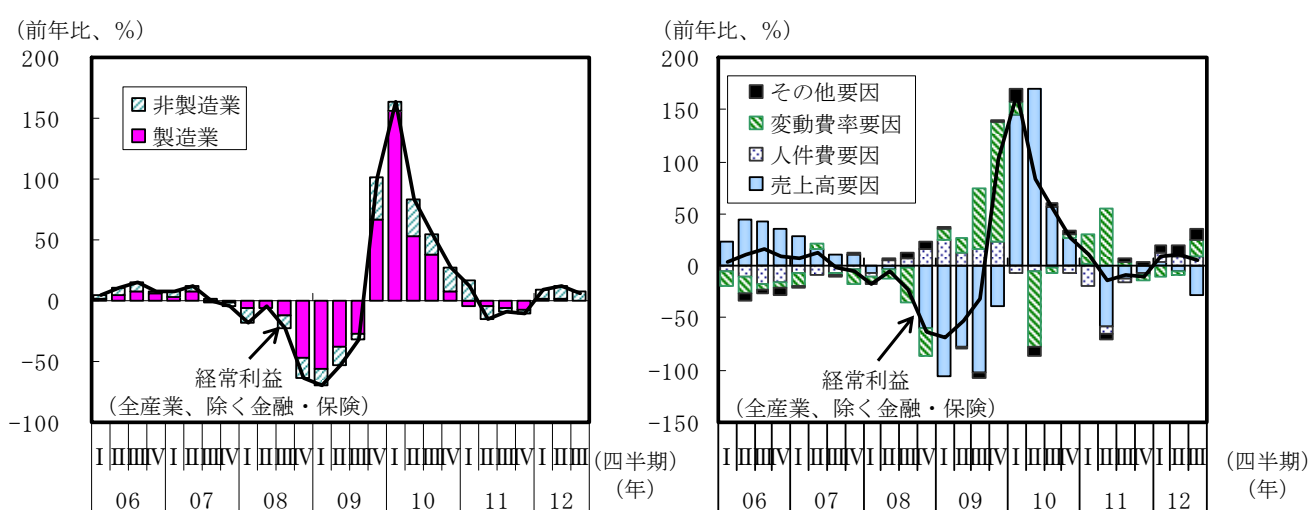 （前年比、％）
200
150
100
50
0
-50
-100
非製造業
製造業
経常利益
（全産業、除く金融・保険）
Ⅰ Ⅱ Ⅲ Ⅳ Ⅰ Ⅱ Ⅲ Ⅳ Ⅰ Ⅱ Ⅲ Ⅳ Ⅰ Ⅱ Ⅲ Ⅳ Ⅰ Ⅱ Ⅲ Ⅳ Ⅰ Ⅱ Ⅲ Ⅳ Ⅰ Ⅱ Ⅲ （四半期）
06 07 08 09 10 11 12 （年）
（前年比、％）
200
150
100
50
0
-50
-100
-150
その他要因
変動費率要因
人件費要因
売上高要因
経常利益
（全産業、除く金融・保険）
Ⅰ Ⅱ Ⅲ Ⅳ Ⅰ Ⅱ Ⅲ Ⅳ Ⅰ Ⅱ Ⅲ Ⅳ Ⅰ Ⅱ Ⅲ Ⅳ Ⅰ Ⅱ Ⅲ Ⅳ Ⅰ Ⅱ Ⅲ Ⅳ Ⅰ Ⅱ Ⅲ （四半期）
06 07 08 09 10 11 12 （年）